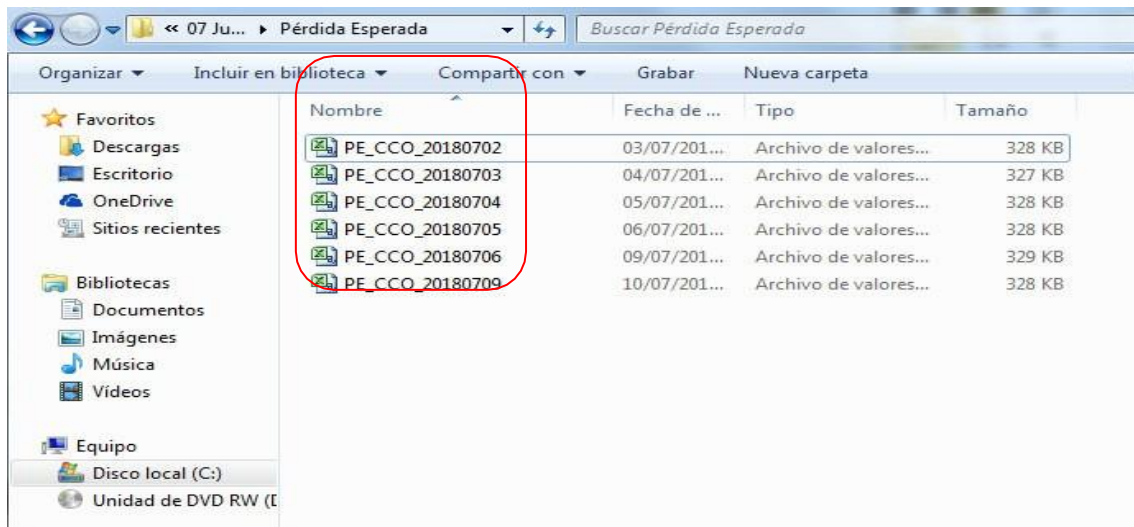 « 07 Ju... ▸ Pérdida Esperada Buscar Pérdida Esperada
Organizar Incluir en biblioteca Compartir con Grabar Nueva carpeta
Nombre Fecha de ... Tipo Tamaño
PE_CCO_20180702 03/07/201... Archivo de valores... 328 KB
PE_CCO_20180703 04/07/201... Archivo de valores... 327 KB
PE_CCO_20180704 05/07/201... Archivo de valores... 328 KB
PE_CCO_20180705 06/07/201... Archivo de valores... 328 KB
PE_CCO_20180706 09/07/201... Archivo de valores... 329 KB
PE_CCO_20180709 10/07/201... Archivo de valores... 328 KB
Favoritos
Descargas
Escritorio
OneDrive
Sitios recientes
Bibliotecas
Documentos
Imágenes
Música
Vídeos
Equipo
Disco local (C:)
Unidad de DVD RW (D